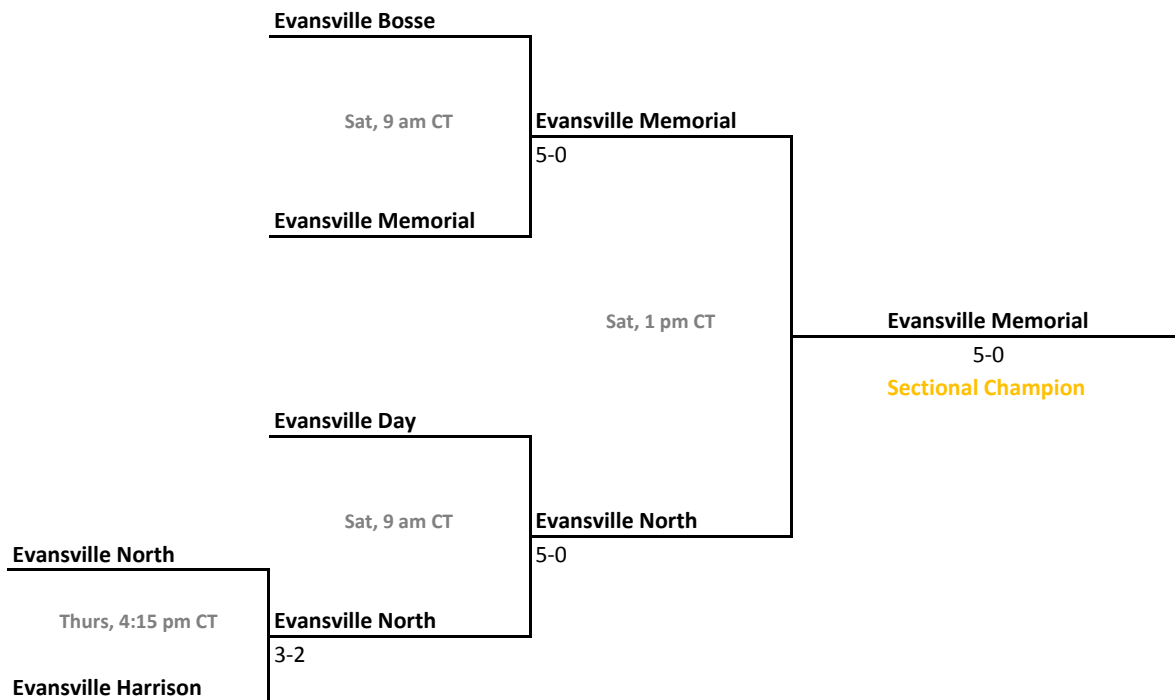 Evansville Bosse
Sat, 9 am CT
Evansville Memorial
5-0
Evansville Memorial
Sat, 1 pm CT
Evansville Memorial
5-0
Sectional Champion
Evansville Day
Sat, 9 am CT
Evansville North
5-0
Evansville North
Thurs, 4:15 pm CT
Evansville North
3-2
Evansville Harrison